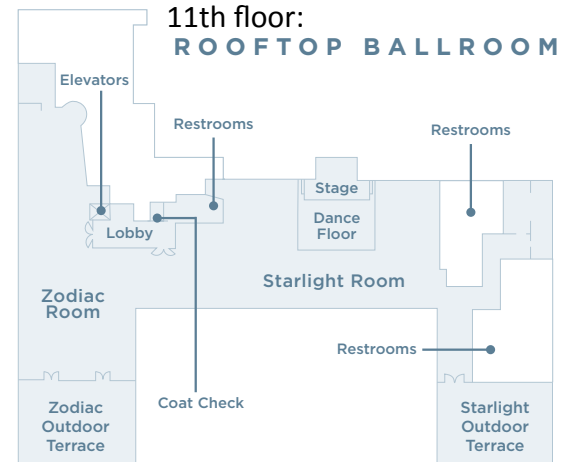 11th floor:
ROOFTOP BALLROOM
Elevators
Restrooms
Restrooms
Stage
Dance
Floor
Lobby
Starlight Room
Zodiac
Room
Restrooms
Coat Check
Zodiac
Outdoor
Terrace
Starlight
Outdoor
Terrace